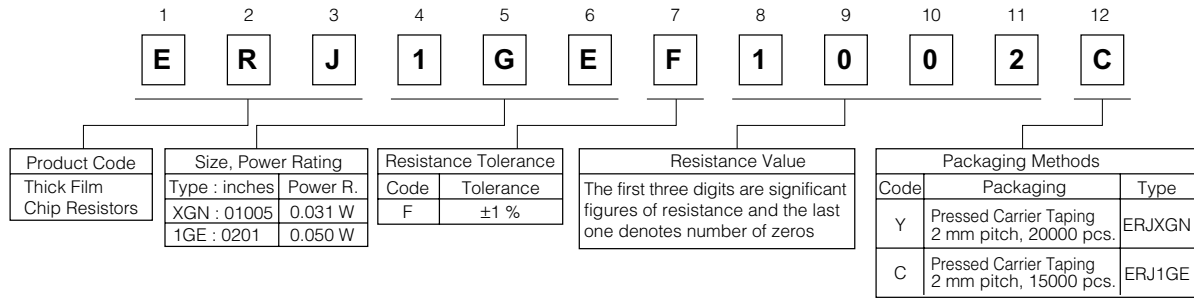 1 2 3 4 5 6 7 8 9 10 11 12
E R J 1 G E F 1 0 0 2 C
Product Code
Thick Film
Chip Resistors
Size, Power Rating
Type : inches Power R.
XGN : 01005 0.031 W
1GE : 0201 0.050 W
Resistance Tolerance
Code Tolerance
F ±1 %
Resistance Value
The first three digits are significant
figures of resistance and the last
one denotes number of zeros
Packaging Methods
Code Packaging Type
Y Pressed Carrier Taping
2 mm pitch, 20000 pcs. ERJXGN
C Pressed Carrier Taping
2 mm pitch, 15000 pcs. ERJ1GE